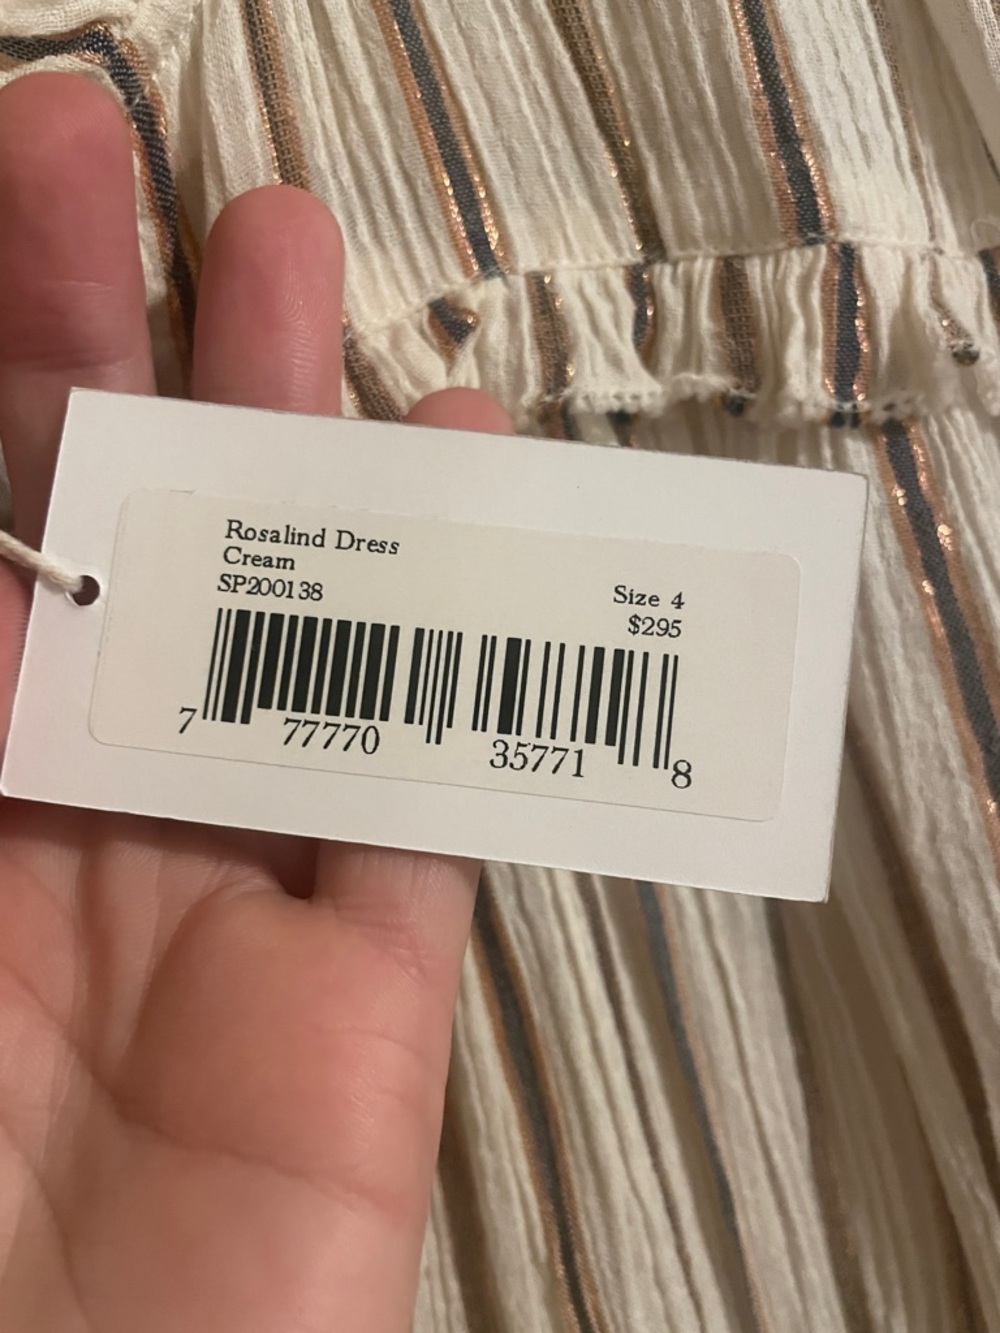 Rosalind Dress
Cream
SP200138
Size 4
$295
7 77770 35771 8